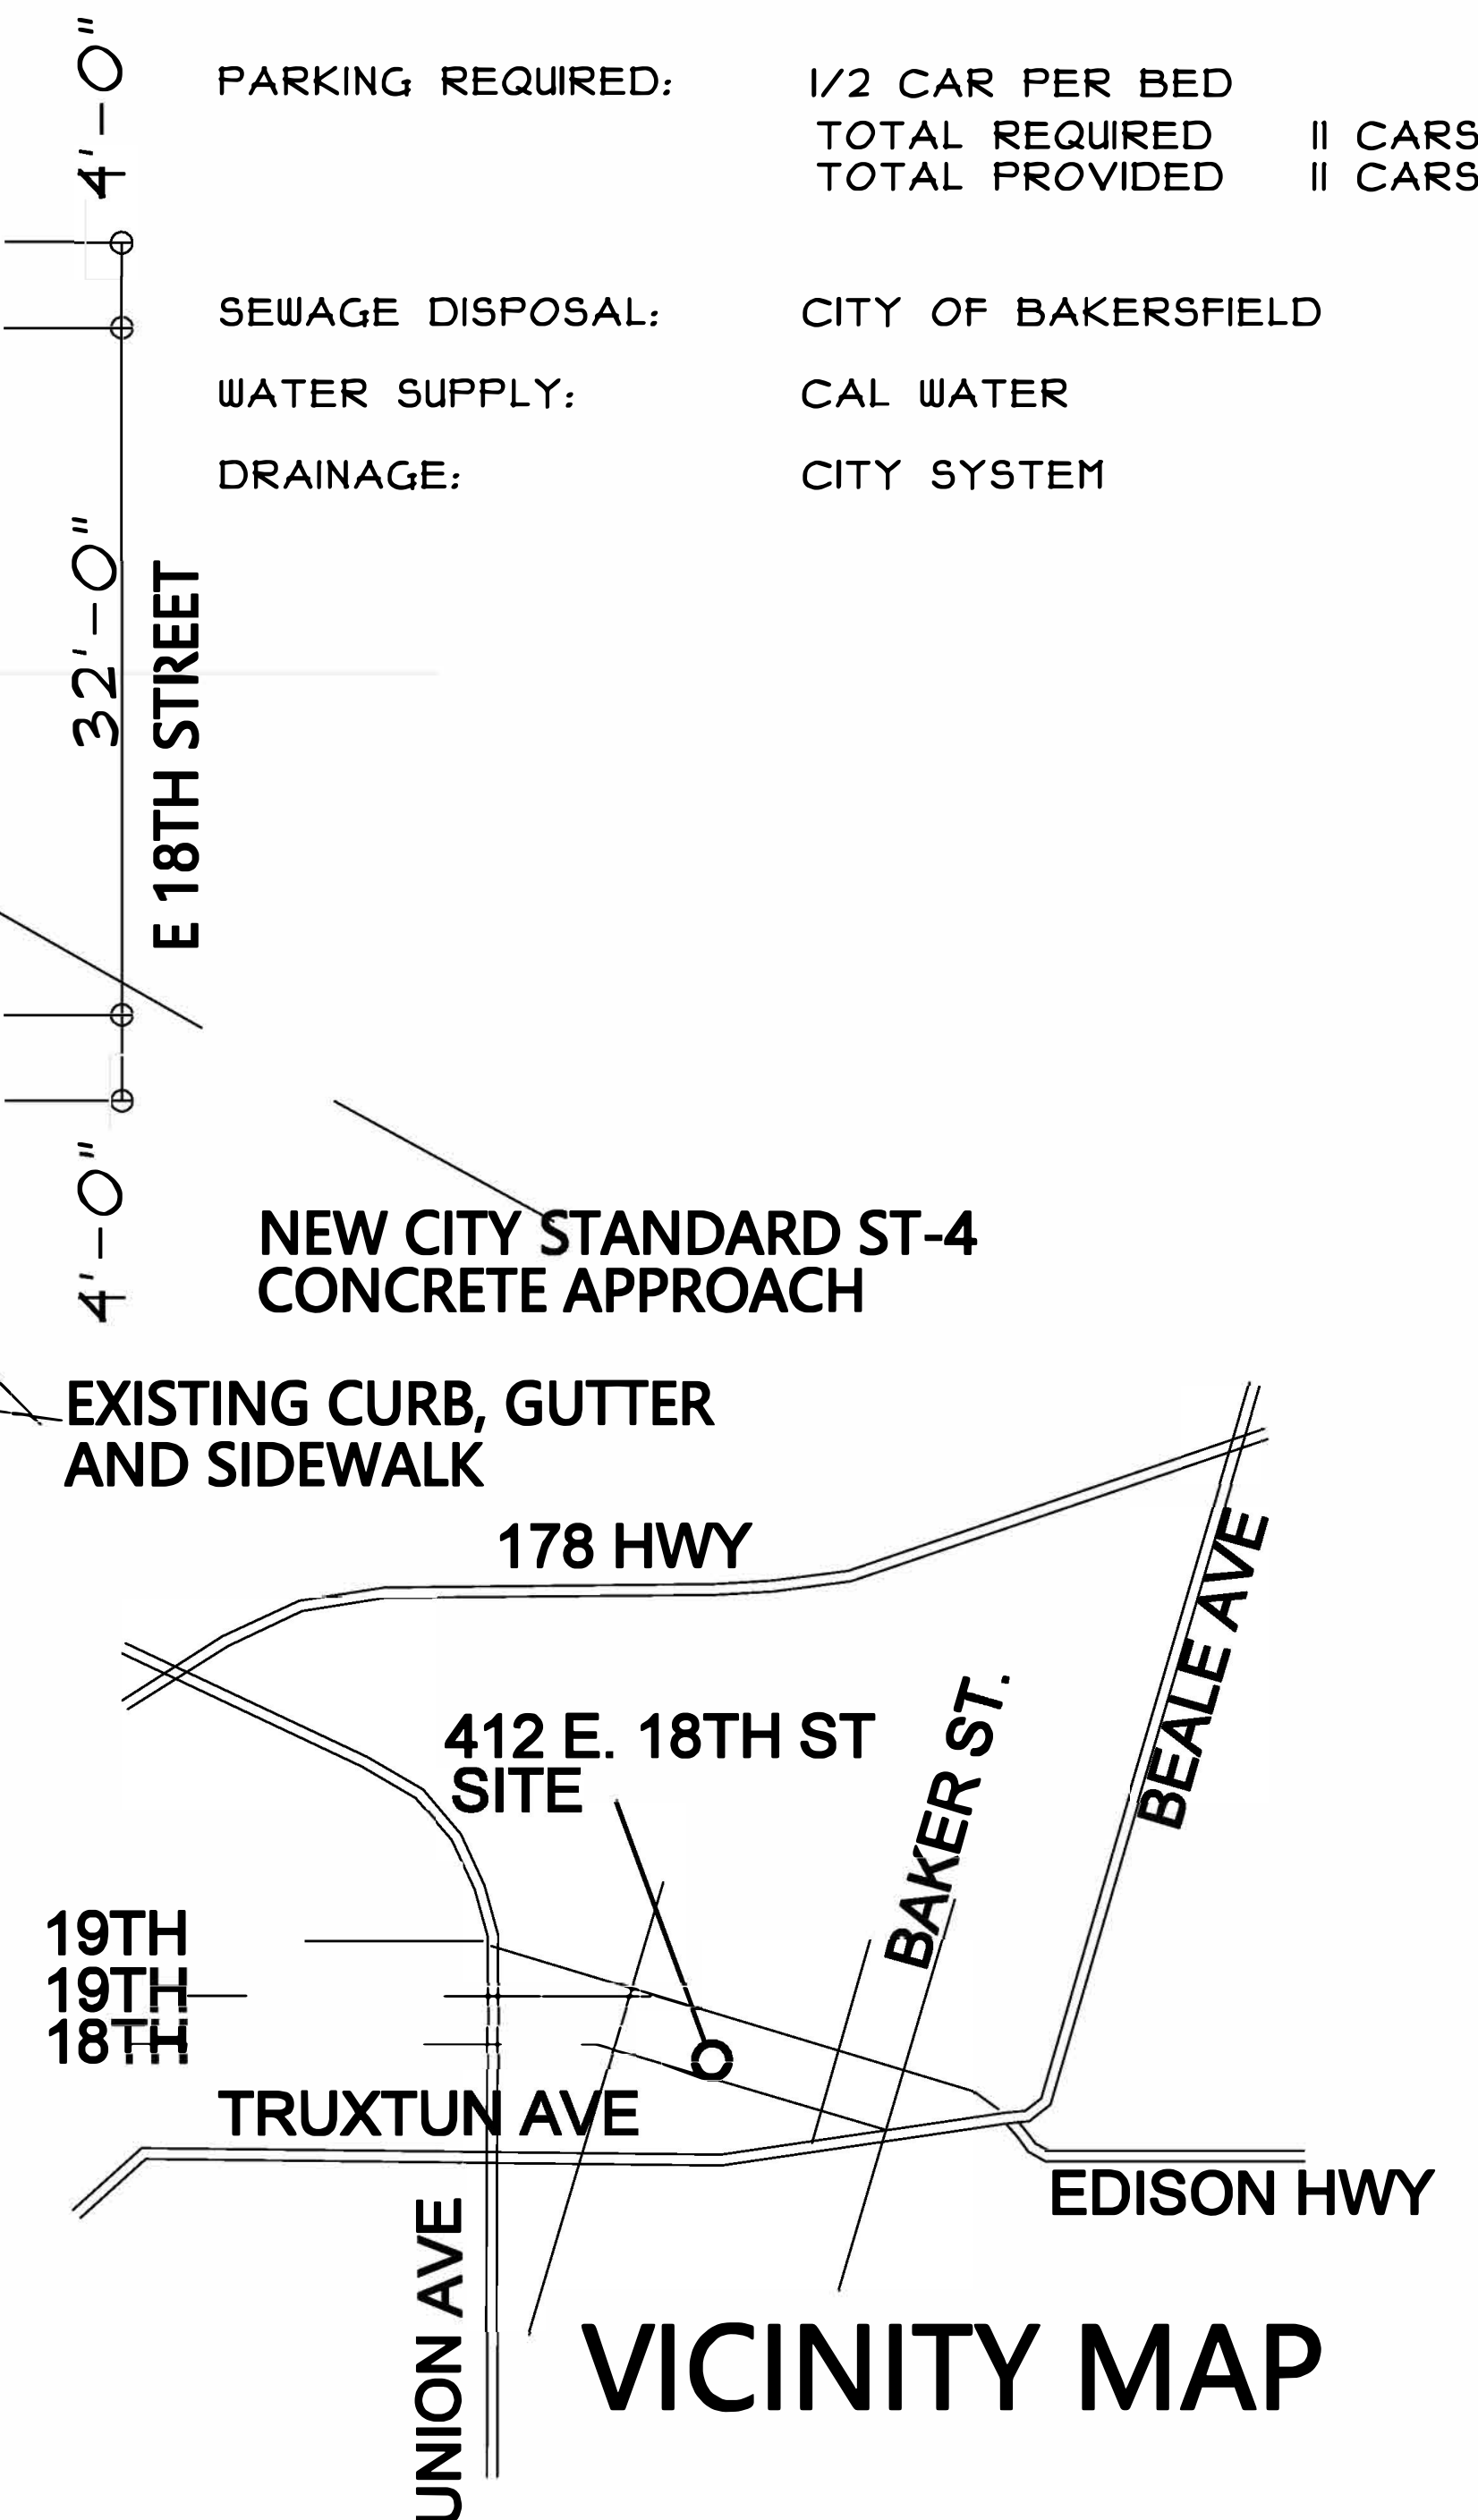 4'-0"
PARKING REQUIRED: 1/2 CAR PER BED
TOTAL REQUIRED 11 CARS
TOTAL PROVIDED 11 CARS
SEWAGE DISPOSAL: CITY OF BAKERSFIELD
WATER SUPPLY: CAL WATER
DRAINAGE: CITY SYSTEM
32'-0"
E 18TH STREET
4'-0"
NEW CITY STANDARD ST-4
CONCRETE APPROACH
EXISTING CURB, GUTTER
AND SIDEWALK
178 HWY
BEALE AVE
412 E. 18TH ST
SITE
BAKER ST.
19TH
19TH
18TH
TRUXTUN AVE
EDISON HWY
UNION AVE
VICINITY MAP